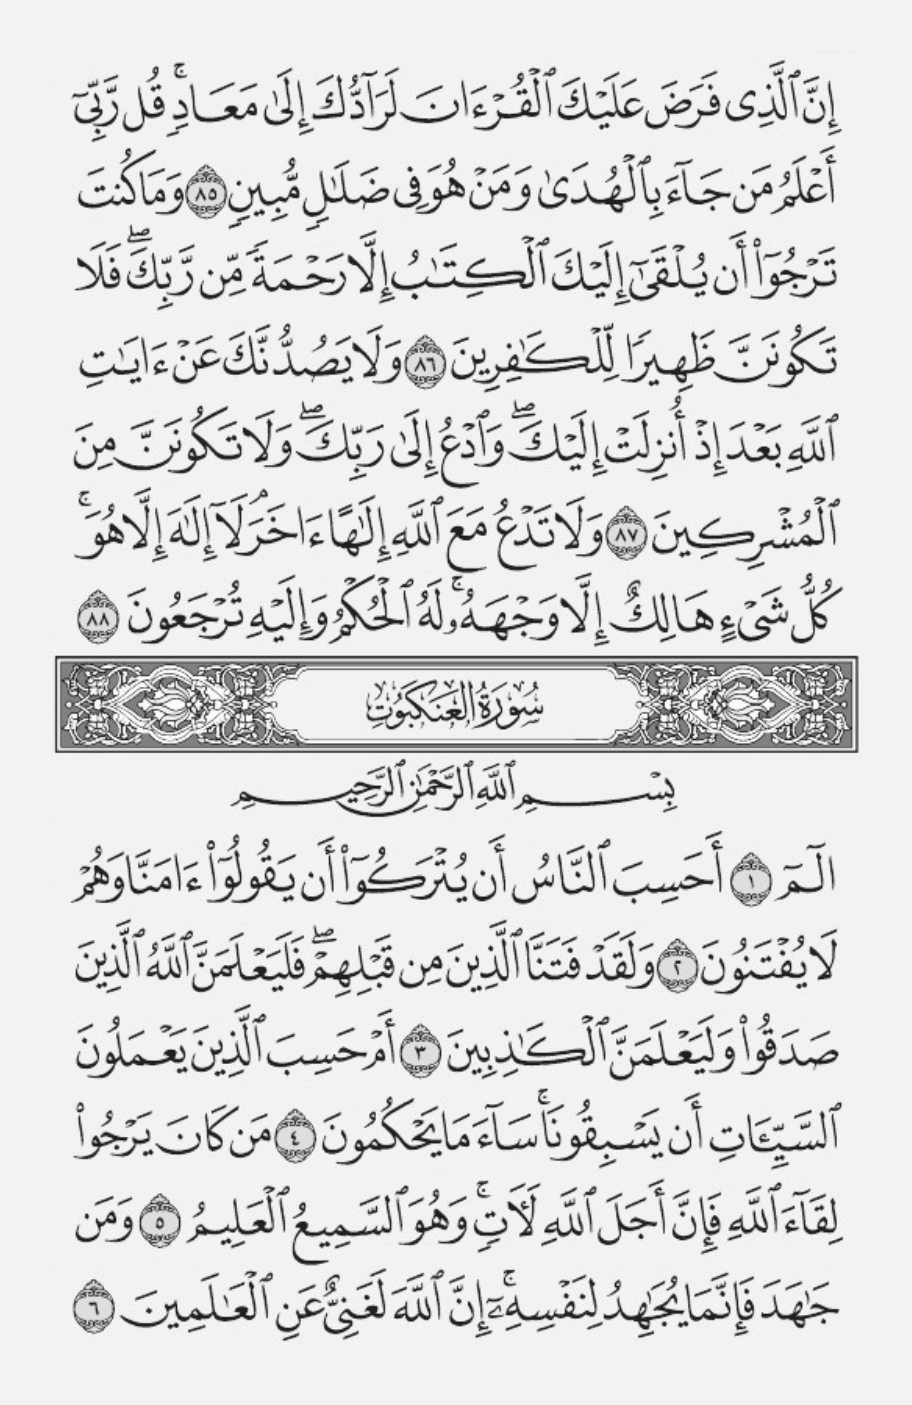 إِنَّ ٱلَّذِى فَرَضَ عَلَيْكَ ٱلْقُرْءَانَ لَرَآدُّكَ إِلَىٰ مَعَادٍۚ قُل رَّبِّىٓ
أَعْلَمُ مَن جَآءَ بِٱلْهُدَىٰ وَمَنْ هُوَ فِى ضَلَٰلٍ مُّبِينٍ ٨٥ وَمَا كُنتَ
تَرْجُوٓا۟ أَن يُلْقَىٰٓ إِلَيْكَ ٱلْكِتَٰبُ إِلَّا رَحْمَةً مِّن رَّبِّكَۖ فَلَا
تَكُونَنَّ ظَهِيرًا لِّلْكَٰفِرِينَ ٨٦ وَلَا يَصُدُّنَّكَ عَنْ ءَايَٰتِ
ٱللَّهِ بَعْدَ إِذْ أُنزِلَتْ إِلَيْكَۖ وَٱدْعُ إِلَىٰ رَبِّكَۖ وَلَا تَكُونَنَّ مِنَ
ٱلْمُشْرِكِينَ ٨٧ وَلَا تَدْعُ مَعَ ٱللَّهِ إِلَٰهًا ءَاخَرَۘ لَآ إِلَٰهَ إِلَّا هُوَۚ
كُلُّ شَىْءٍ هَالِكٌ إِلَّا وَجْهَهُۥۚ لَهُ ٱلْحُكْمُ وَإِلَيْهِ تُرْجَعُونَ ٨٨
سُورَةُ العَنكَبُوتِ
بِسْمِ ٱللَّهِ ٱلرَّحْمَٰنِ ٱلرَّحِيمِ
الٓمٓ ١ أَحَسِبَ ٱلنَّاسُ أَن يُتْرَكُوٓا۟ أَن يَقُولُوٓا۟ ءَامَنَّا وَهُمْ
لَا يُفْتَنُونَ ٢ وَلَقَدْ فَتَنَّا ٱلَّذِينَ مِن قَبْلِهِمْۖ فَلَيَعْلَمَنَّ ٱللَّهُ ٱلَّذِينَ
صَدَقُوا۟ وَلَيَعْلَمَنَّ ٱلْكَٰذِبِينَ ٣ أَمْ حَسِبَ ٱلَّذِينَ يَعْمَلُونَ
ٱلسَّيِّـَٔاتِ أَن يَسْبِقُونَاۚ سَآءَ مَا يَحْكُمُونَ ٤ مَن كَانَ يَرْجُوا۟
لِقَآءَ ٱللَّهِ فَإِنَّ أَجَلَ ٱللَّهِ لَـَٔاتٍۚ وَهُوَ ٱلسَّمِيعُ ٱلْعَلِيمُ ٥ وَمَن
جَٰهَدَ فَإِنَّمَا يُجَٰهِدُ لِنَفْسِهِۦٓۚ إِنَّ ٱللَّهَ لَغَنِىٌّ عَنِ ٱلْعَٰلَمِينَ ٦